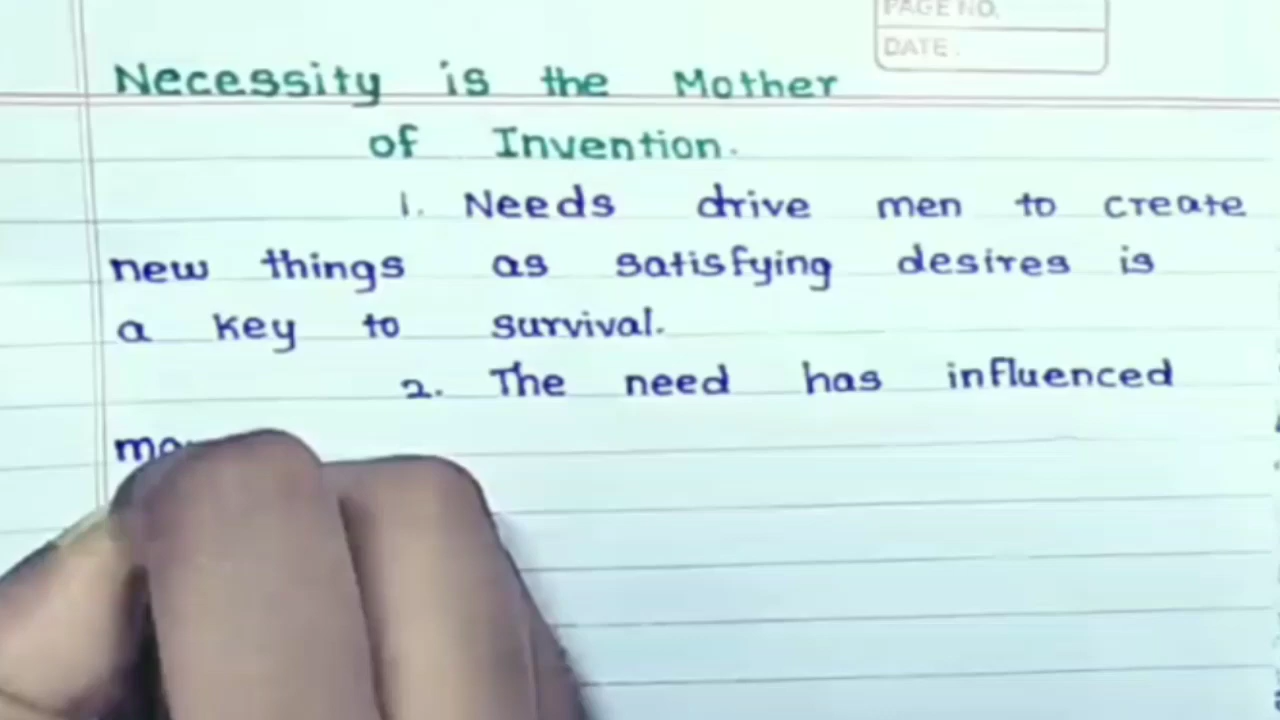 PAGE NO.
DATE.
Necessity is the Mother
of Invention.
1. Needs drive men to create
new things as satisfying desires is
a key to survival.
2. The need has influenced